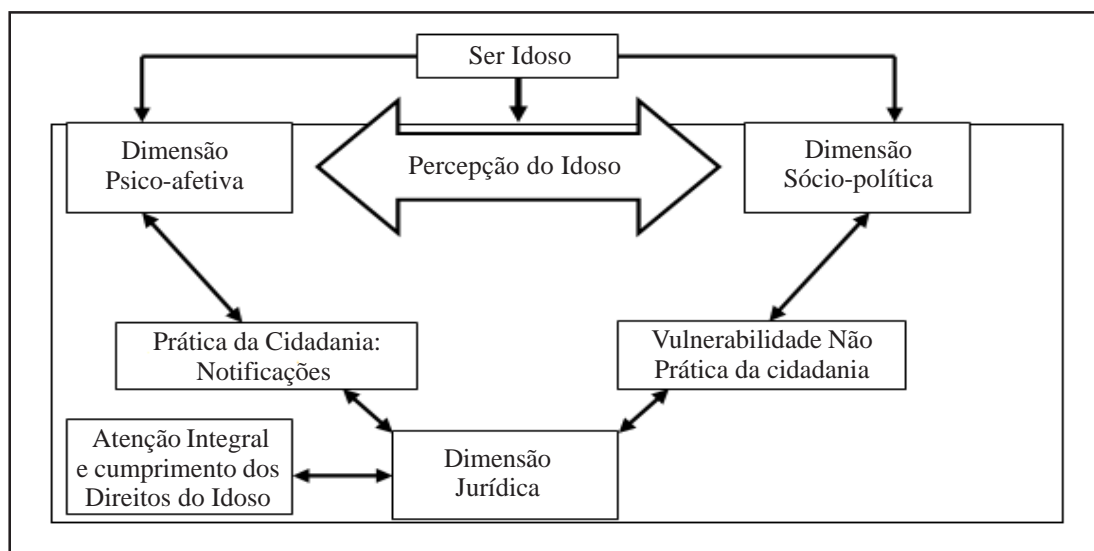 Ser Idoso
Dimensão
Psico-afetiva
Percepção do Idoso
Dimensão
Sócio-política
Prática da Cidadania:
Notificações
Vulnerabilidade Não
Prática da cidadania
Atenção Integral
e cumprimento dos
Direitos do Idoso
Dimensão
Jurídica